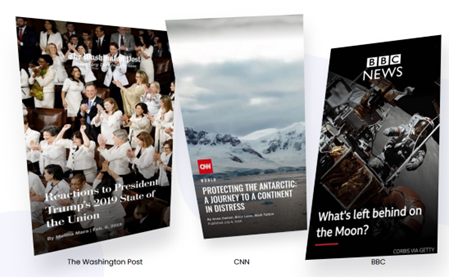 The Washington Post
Reactions to President
Trump's 2019 State of
the Union
The Washington Post
CNN
WORLD
PROTECTING THE ANTARCTIC:
A JOURNEY TO A CONTINENT
IN DISTRESS
CNN
BBC
NEWS
What's left behind on
the Moon?
CORBIS VIA GETTY
BBC